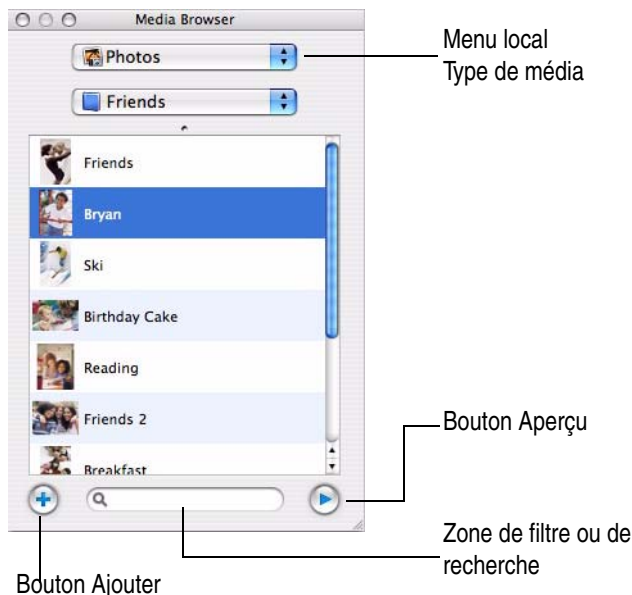 Media Browser
Photos
Menu local
Type de média
Friends
Friends
Bryan
Ski
Birthday Cake
Reading
Friends 2
Breakfast
Bouton Aperçu
Zone de filtre ou de
recherche
Bouton Ajouter